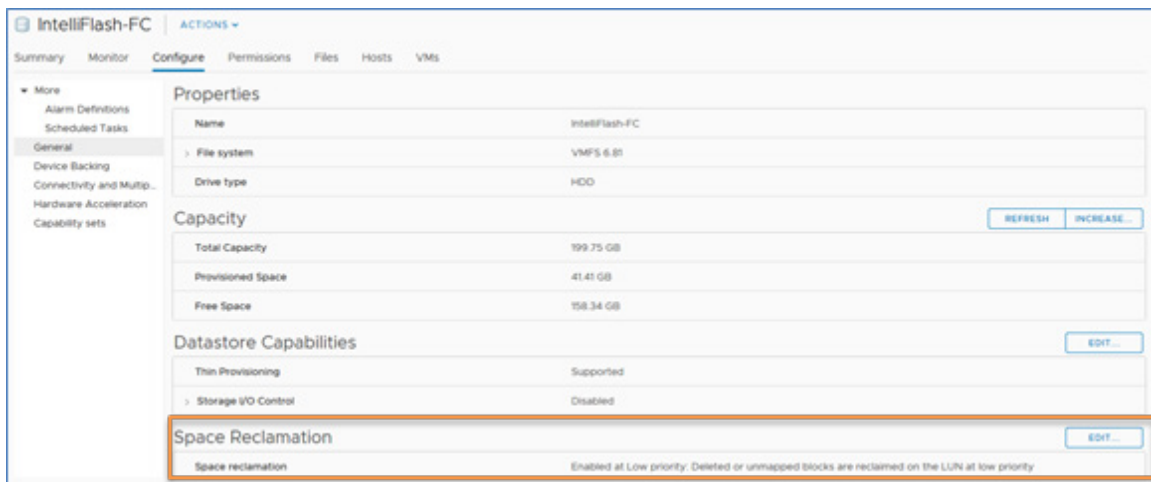 IntelliFlash-FC ACTIONS
Summary Monitor Configure Permissions Files Hosts VMs
More
Alarm Definitions
Scheduled Tasks
General
Device Backing
Connectivity and Multip...
Hardware Acceleration
Capability sets
Properties
Name IntelliFlash-FC
File system VMFS 6.81
Drive type HDD
Capacity REFRESH INCREASE...
Total Capacity 199.75 GB
Provisioned Space 41.41 GB
Free Space 158.34 GB
Datastore Capabilities EDIT...
Thin Provisioning Supported
Storage I/O Control Disabled
Space Reclamation EDIT...
Space reclamation Enabled at Low priority: Deleted or unmapped blocks are reclaimed on the LUN at low priority